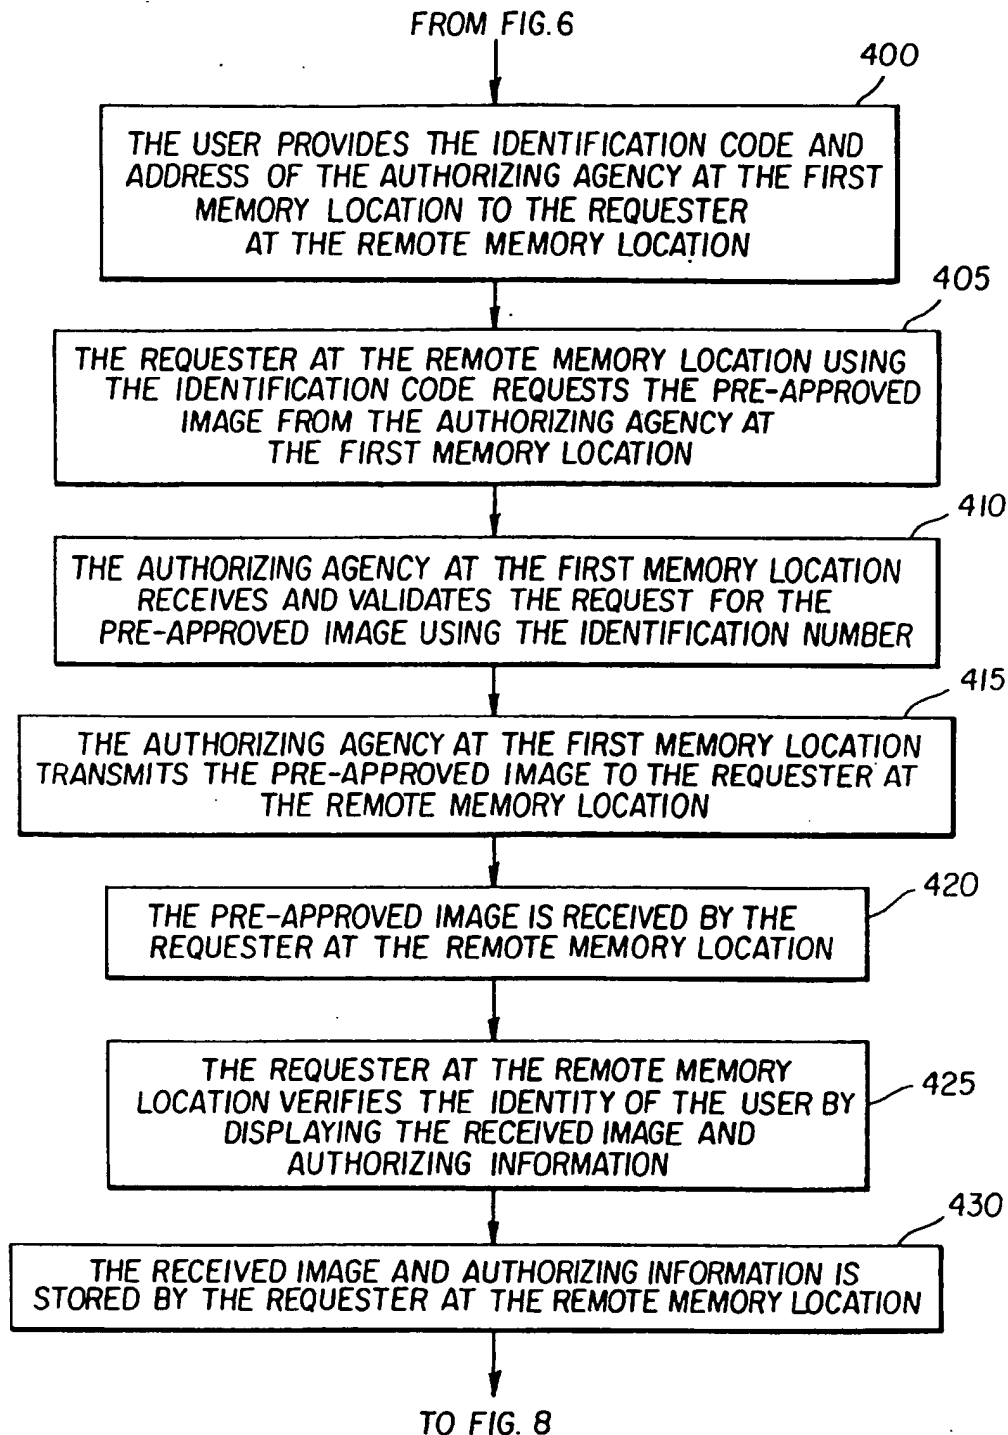 FROM FIG. 6
400
THE USER PROVIDES THE IDENTIFICATION CODE AND
ADDRESS OF THE AUTHORIZING AGENCY AT THE FIRST
MEMORY LOCATION TO THE REQUESTER
AT THE REMOTE MEMORY LOCATION
405
THE REQUESTER AT THE REMOTE MEMORY LOCATION USING
THE IDENTIFICATION CODE REQUESTS THE PRE-APPROVED
IMAGE FROM THE AUTHORIZING AGENCY AT
THE FIRST MEMORY LOCATION
410
THE AUTHORIZING AGENCY AT THE FIRST MEMORY LOCATION
RECEIVES AND VALIDATES THE REQUEST FOR THE
PRE-APPROVED IMAGE USING THE IDENTIFICATION NUMBER
415
THE AUTHORIZING AGENCY AT THE FIRST MEMORY LOCATION
TRANSMITS THE PRE-APPROVED IMAGE TO THE REQUESTER AT
THE REMOTE MEMORY LOCATION
420
THE PRE-APPROVED IMAGE IS RECEIVED BY THE
REQUESTER AT THE REMOTE MEMORY LOCATION
425
THE REQUESTER AT THE REMOTE MEMORY
LOCATION VERIFIES THE IDENTITY OF THE USER BY
DISPLAYING THE RECEIVED IMAGE AND
AUTHORIZING INFORMATION
430
THE RECEIVED IMAGE AND AUTHORIZING INFORMATION IS
STORED BY THE REQUESTER AT THE REMOTE MEMORY LOCATION
TO FIG. 8